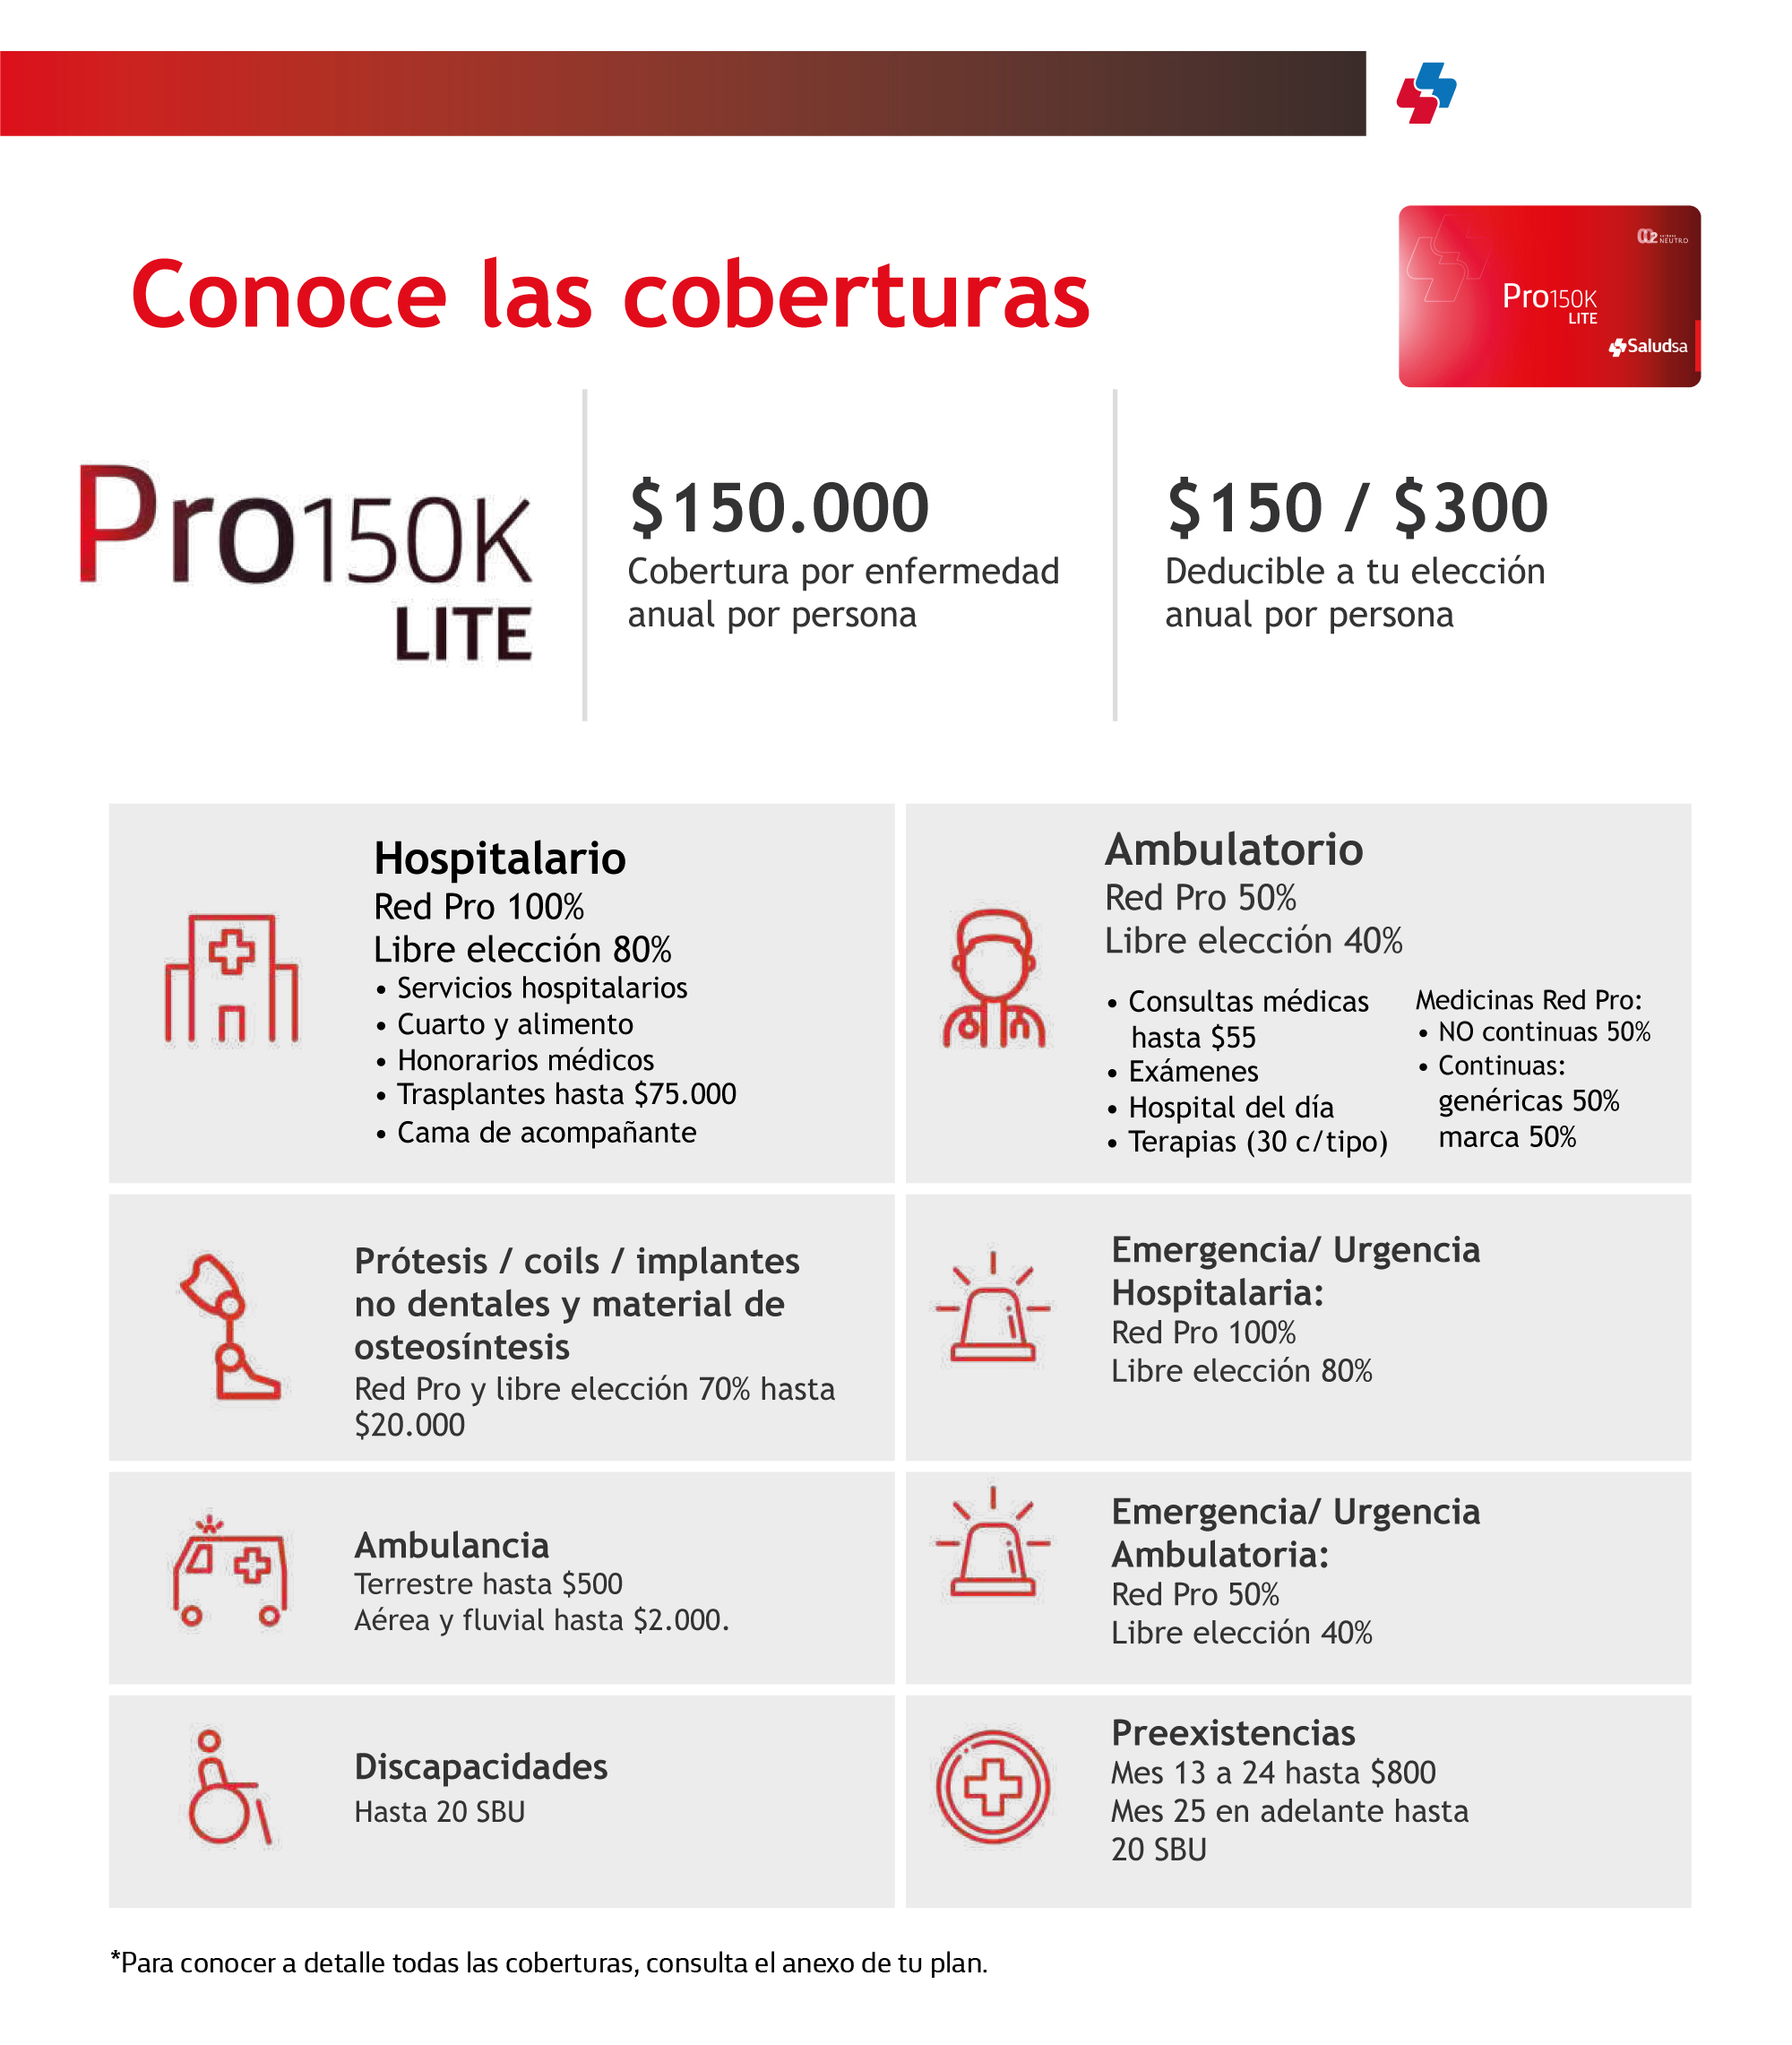 Conoce las coberturas
CO2 NEUTRO
Pro150K
LITE
Saludsa
Pro150K
LITE
$150.000
Cobertura por enfermedad
anual por persona
$150 / $300
Deducible a tu elección
anual por persona
Hospitalario
Red Pro 100%
Libre elección 80%
• Servicios hospitalarios
• Cuarto y alimento
• Honorarios médicos
• Trasplantes hasta $75.000
• Cama de acompañante
Ambulatorio
Red Pro 50%
Libre elección 40%
• Consultas médicas
hasta $55
• Exámenes
• Hospital del día
• Terapias (30 c/tipo)
Medicinas Red Pro:
• NO continuas 50%
• Continuas:
genéricas 50%
marca 50%
Prótesis / coils / implantes
no dentales y material de
osteosíntesis
Red Pro y libre elección 70% hasta
$20.000
Emergencia/ Urgencia
Hospitalaria:
Red Pro 100%
Libre elección 80%
Ambulancia
Terrestre hasta $500
Aérea y fluvial hasta $2.000.
Emergencia/ Urgencia
Ambulatoria:
Red Pro 50%
Libre elección 40%
Discapacidades
Hasta 20 SBU
Preexistencias
Mes 13 a 24 hasta $800
Mes 25 en adelante hasta
20 SBU
*Para conocer a detalle todas las coberturas, consulta el anexo de tu plan.